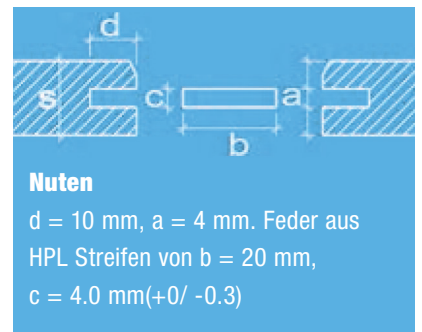 d
s c a
b
Nuten
d = 10 mm, a = 4 mm. Feder aus
HPL Streifen von b = 20 mm,
c = 4.0 mm(+0/ -0.3)